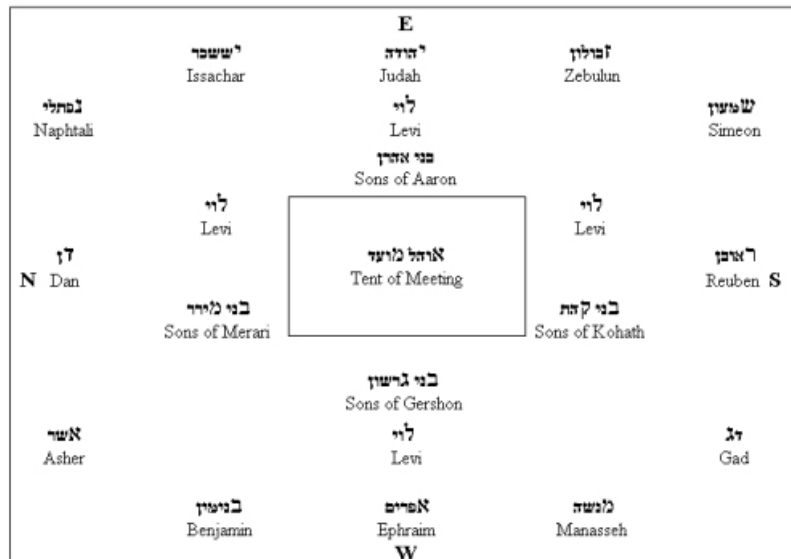 E
יששכר יהודה זבולון
Issachar Judah Zebulun
נפתלי לוי שמעון
Naphtali Levi Simeon
בני אהרן
Sons of Aaron
לוי לוי
Levi Levi
דן אוהל מועד ראובן
N Dan Tent of Meeting Reuben S
בני מירר בני קהת
Sons of Merari Sons of Kohath
בני גרשון
Sons of Gershon
אשר לוי גד
Asher Levi Gad
בנימין אפרים מנשה
Benjamin Ephraim Manasseh
W